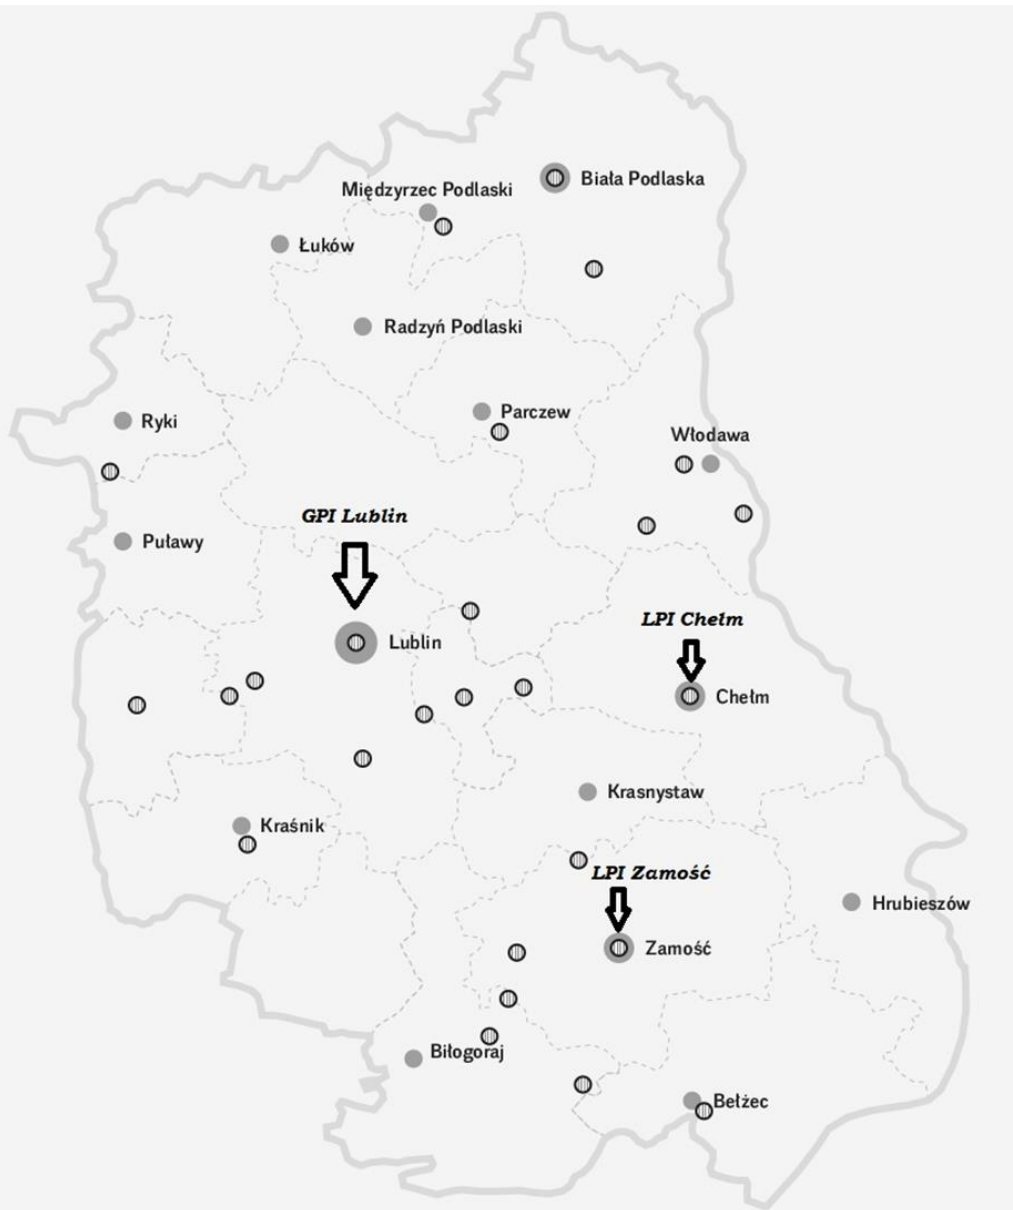 Biała Podlaska
Międzyrzec Podlaski
Łuków
Radzyń Podlaski
Parczew
Ryki
Włodawa
GPI Lublin
Puławy
LPI Chełm
Lublin
Chełm
Krasnystaw
Kraśnik
LPI Zamość
Hrubieszów
Zamość
Biłogoraj
Bełżec